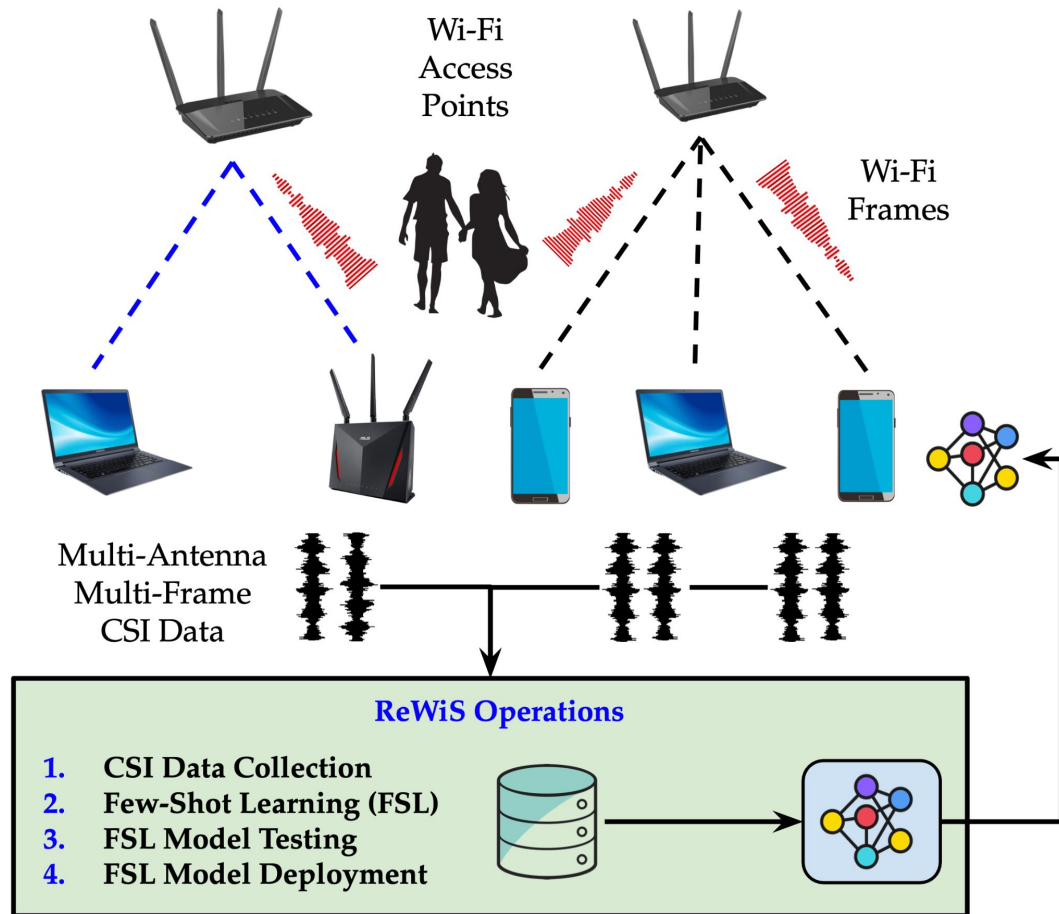 Wi-Fi
Access
Points
Wi-Fi
Frames
Multi-Antenna
Multi-Frame
CSI Data
ReWiS Operations
1. CSI Data Collection
2. Few-Shot Learning (FSL)
3. FSL Model Testing
4. FSL Model Deployment